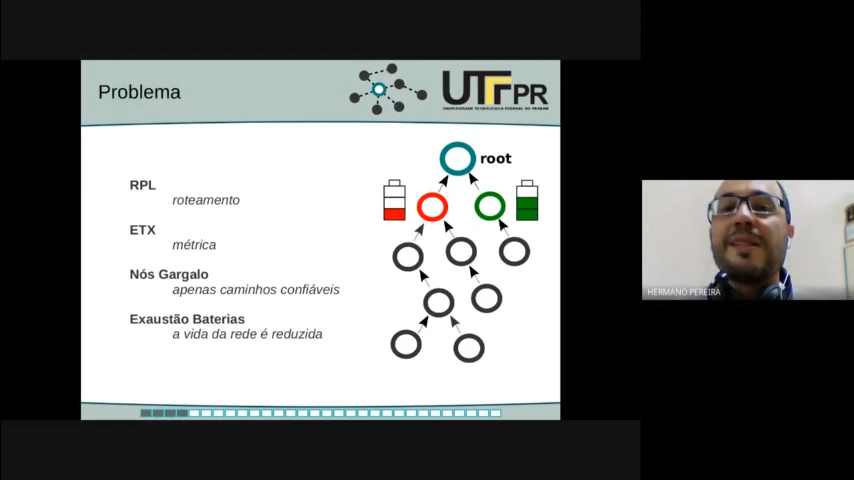 Problema
UTFPR
UNIVERSIDADE TECNOLÓGICA FEDERAL DO PARANÁ
root
RPL
roteamento
ETX
métrica
Nós Gargalo
apenas caminhos confiáveis
Exaustão Baterias
a vida da rede é reduzida
HERMANO PEREIRA